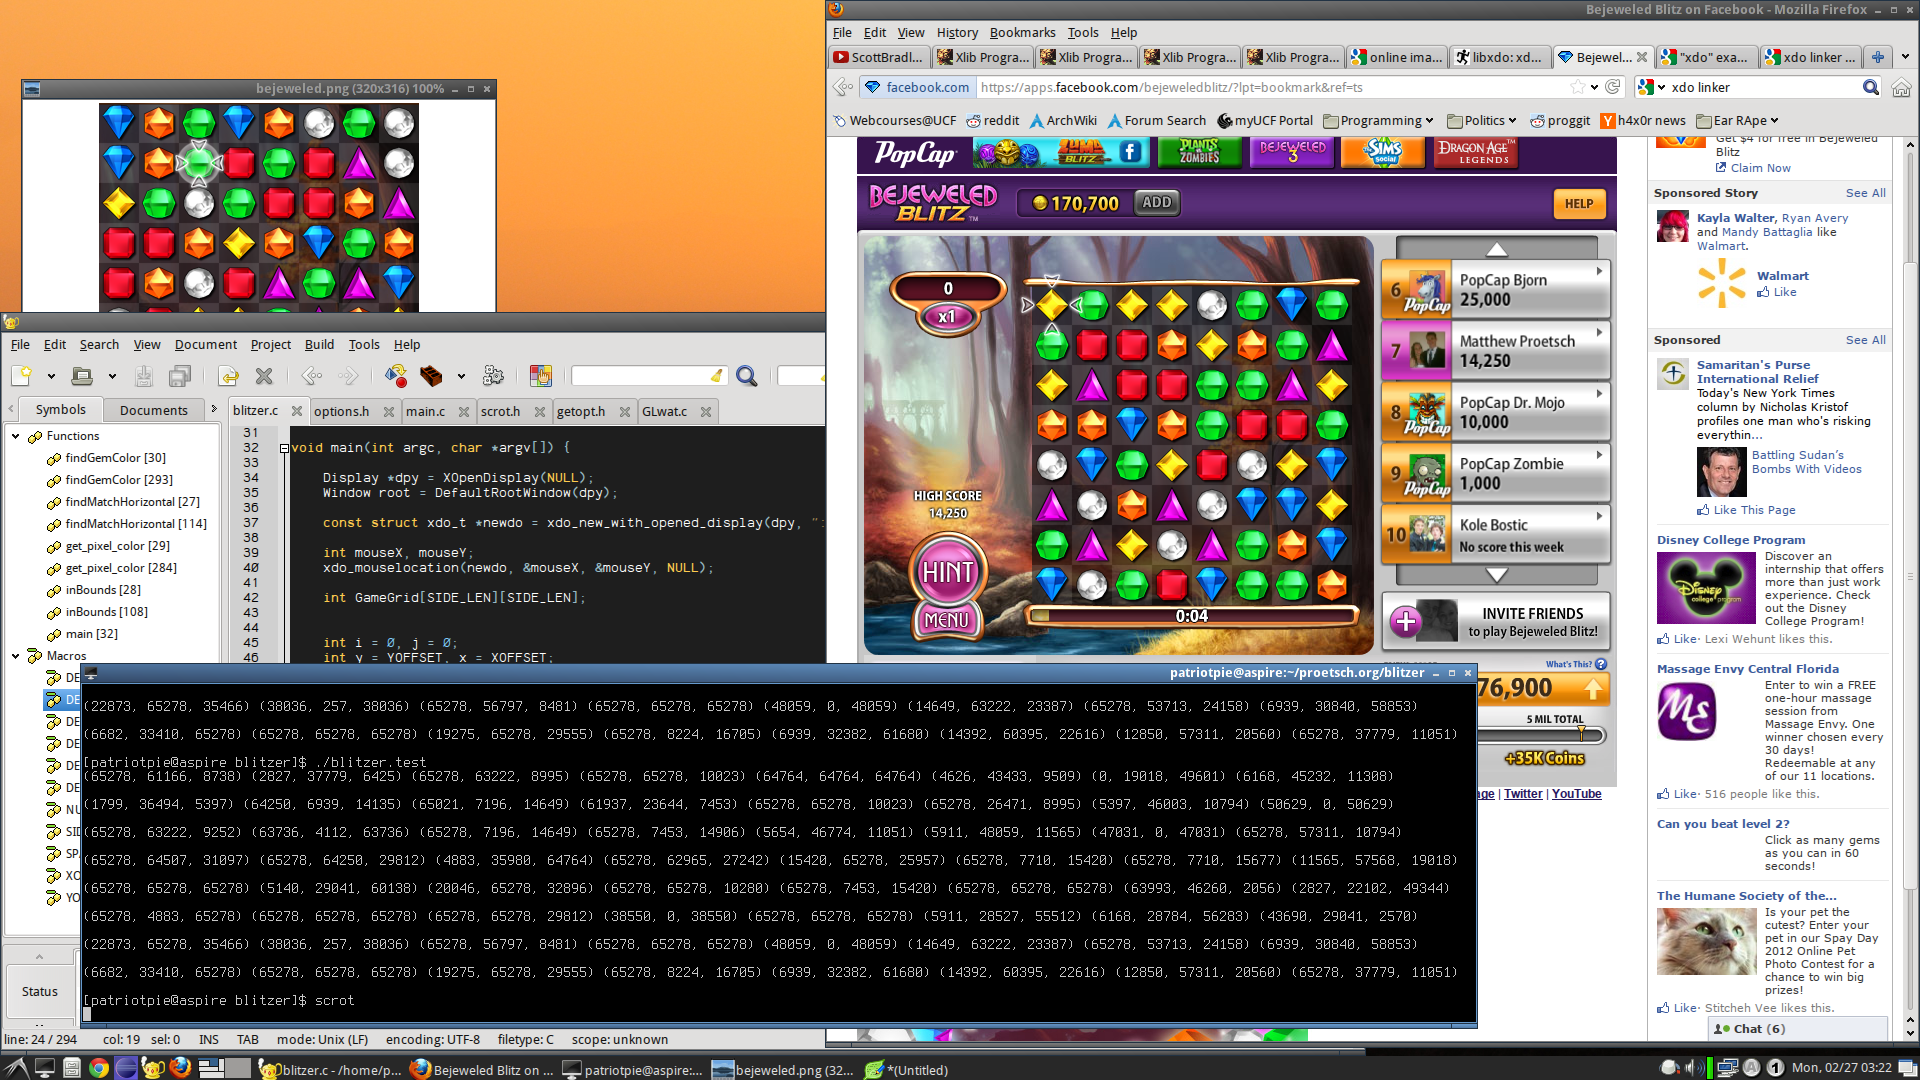 bejeweled.png (320x316) 100%
File Edit Search View Document Project Build Tools Help
Symbols Documents
blitzer.c options.h main.c scrot.h getopt.h GLwat.c
Functions
findGemColor [30]
findGemColor [293]
findMatchHorizontal [27]
findMatchHorizontal [114]
get_pixel_color [29]
get_pixel_color [284]
inBounds [28]
inBounds [108]
main [32]
Macros
DE
DE
DE
DE
DE
DE
NU
SID
SP
XO
YO
31
32 void main(int argc, char *argv[]) {
33
34 Display *dpy = XOpenDisplay(NULL);
35 Window root = DefaultRootWindow(dpy);
36
37 const struct xdo_t *newdo = xdo_new_with_opened_display(dpy, ":
38
39 int mouseX, mouseY;
40 xdo_mouselocation(newdo, &mouseX, &mouseY, NULL);
41
42 int GameGrid[SIDE_LEN][SIDE_LEN];
43
44
45 int i = 0, j = 0;
46 int y = YOFFSET, x = XOFFSET;
Status
line: 24 / 294 col: 19 sel: 0 INS TAB mode: Unix (LF) encoding: UTF-8 filetype: C scope: unknown
patriotpie@aspire:~/proetsch.org/blitzer
(22873, 65278, 35466) (38036, 257, 38036) (65278, 56797, 8481) (65278, 65278, 65278) (48059, 0, 48059) (14649, 63222, 23387) (65278, 53713, 24158) (6939, 30840, 58853)
(6682, 33410, 65278) (65278, 65278, 65278) (19275, 65278, 29555) (65278, 8224, 16705) (6939, 32382, 61680) (14392, 60395, 22616) (12850, 57311, 20560) (65278, 37779, 11051)
[patriotpie@aspire blitzer]$ ./blitzer.test
(65278, 61166, 8738) (2827, 37779, 6425) (65278, 63222, 8995) (65278, 65278, 10023) (64764, 64764, 64764) (4626, 43433, 9509) (0, 19018, 49601) (6168, 45232, 11308)
(1799, 36494, 5397) (64250, 6939, 14135) (65021, 7196, 14649) (61937, 23644, 7453) (65278, 65278, 10023) (65278, 26471, 8995) (5397, 46003, 10794) (50629, 0, 50629)
(65278, 63222, 9252) (63736, 4112, 63736) (65278, 7196, 14649) (65278, 7453, 14906) (5654, 46774, 11051) (5911, 48059, 11565) (47031, 0, 47031) (65278, 57311, 10794)
(65278, 64507, 31097) (65278, 64250, 29812) (4883, 35980, 64764) (65278, 62965, 27242) (15420, 65278, 25957) (65278, 7710, 15420) (65278, 7710, 15677) (11565, 57568, 19018)
(65278, 65278, 65278) (5140, 29041, 60138) (20046, 65278, 32896) (65278, 65278, 10280) (65278, 7453, 15420) (65278, 65278, 65278) (63993, 46260, 2056) (2827, 22102, 49344)
(65278, 4883, 65278) (65278, 65278, 65278) (65278, 65278, 29812) (38550, 0, 38550) (65278, 65278, 65278) (5911, 28527, 55512) (6168, 28784, 56283) (43690, 29041, 2570)
(22873, 65278, 35466) (38036, 257, 38036) (65278, 56797, 8481) (65278, 65278, 65278) (48059, 0, 48059) (14649, 63222, 23387) (65278, 53713, 24158) (6939, 30840, 58853)
(6682, 33410, 65278) (65278, 65278, 65278) (19275, 65278, 29555) (65278, 8224, 16705) (6939, 32382, 61680) (14392, 60395, 22616) (12850, 57311, 20560) (65278, 37779, 11051)
[patriotpie@aspire blitzer]$ scrot
Bejeweled Blitz on Facebook - Mozilla Firefox
File Edit View History Bookmarks Tools Help
ScottBradl... Xlib Progra... Xlib Progra... Xlib Progra... Xlib Progra... online ima... libxdo: xd... Bejewel... "xdo" exa... xdo linker ...
facebook.com https://apps.facebook.com/bejeweledblitz/?lpt=bookmark&ref=ts xdo linker
Webcourses@UCF reddit ArchWiki Forum Search myUCF Portal Programming Politics proggit h4x0r news Ear RApe
PopCap ZUMA BLITZ PLANTS vs ZOMBIES BEJEWELED 3 The SIMS social DRAGON AGE LEGENDS
BEJEWELED BLITZ 170,700 ADD HELP
0
x1
HIGH SCORE
14,250
HINT
MENU
0:04
6 PopCap PopCap Bjorn
25,000
7 Matthew Proetsch
14,250
8 PopCap PopCap Dr. Mojo
10,000
9 PopCap PopCap Zombie
1,000
10 Kole Bostic
No score this week
INVITE FRIENDS
to play Bejeweled Blitz!
What's This?
76,900
5 MIL TOTAL
+35K Coins
age | Twitter | YouTube
Get $4 for free in Bejeweled
Blitz
Claim Now
Sponsored Story See All
Kayla Walter, Ryan Avery
and Mandy Battaglia like
Walmart.
Walmart
Like
Sponsored See All
Samaritan's Purse
International Relief
Today's New York Times
column by Nicholas Kristof
profiles one man who's risking
everythin...
Battling Sudan's
Bombs With Videos
Like This Page
Disney College Program
Disney college program
Discover an
internship that offers
more than just work
experience. Check
out the Disney
College Program!
Like · Lexi Wehunt likes this.
Massage Envy Central Florida
ME
Enter to win a FREE
one-hour massage
session from
Massage Envy. One
winner chosen every
30 days!
Redeemable at any
of our 11 locations.
Like · 516 people like this.
Can you beat level 2?
Click as many gems
as you can in 60
seconds!
The Humane Society of the...
Is your pet the
cutest? Enter your
pet in our Spay Day
2012 Online Pet
Photo Contest for a
chance to win big
prizes!
Like · Stitcheh Vee likes this.
Chat (6)
blitzer.c - /home/p... Bejeweled Blitz on ... patriotpie@aspire:... bejeweled.png (32... *(Untitled) Mon, 02/27 03:22